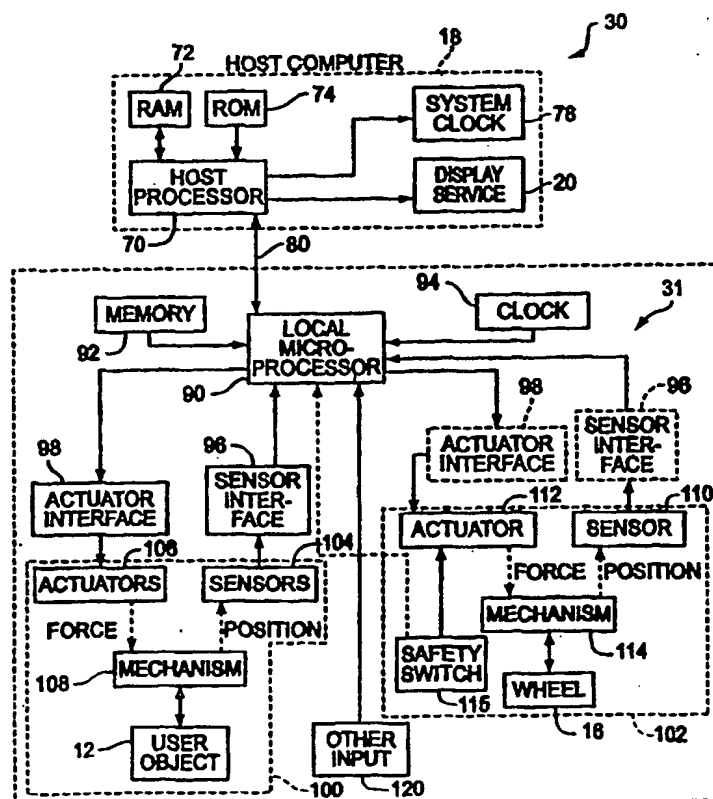 30
HOST COMPUTER
18
72
RAM
ROM
74
SYSTEM
CLOCK
78
HOST
PROCESSOR
70
DISPLAY
SERVICE
20
80
31
MEMORY
92
LOCAL
MICRO-
PROCESSOR
90
94
CLOCK
98
ACTUATOR
INTERFACE
96
SENSOR
INTER-
FACE
98
ACTUATOR
INTERFACE
96
SENSOR
INTER-
FACE
106
ACTUATORS
104
SENSORS
FORCE
POSITION
MECHANISM
108
12
USER
OBJECT
100
112
ACTUATOR
110
SENSOR
FORCE
POSITION
MECHANISM
114
SAFETY
SWITCH
115
WHEEL
16
102
OTHER
INPUT
120